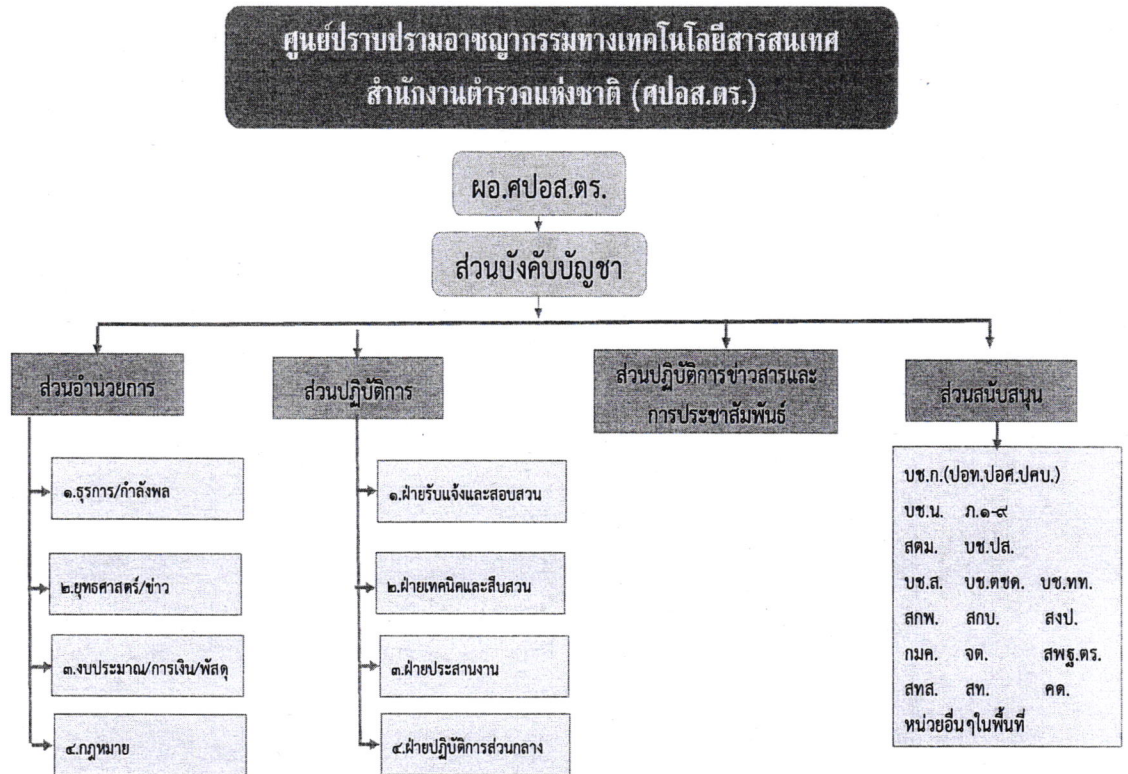 ศูนย์ปราบปรามอาชญากรรมทางเทคโนโลยีสารสนเทศ
สำนักงานตำรวจแห่งชาติ (ศปอส.ตร.)
ผอ.ศปอส.ตร.
ส่วนบังคับบัญชา
ส่วนอำนวยการ
๑.ธุรการ/กำลังพล
๒.ยุทธศาสตร์/ข่าว
๓.งบประมาณ/การเงิน/พัสดุ
๔.กฎหมาย
ส่วนปฏิบัติการ
๑.ฝ่ายรับแจ้งและสอบสวน
๒.ฝ่ายเทคนิคและสืบสวน
๓.ฝ่ายประสานงาน
๔.ฝ่ายปฏิบัติการส่วนกลาง
ส่วนปฏิบัติการข่าวสารและ
การประชาสัมพันธ์
ส่วนสนับสนุน
บช.ก.(ปอท.ปอศ.ปคบ.)
บช.น. ภ.๑-๙
สตม. บช.ปส.
บช.ส. บช.ตชด. บช.ทท.
สกพ. สกบ. สงป.
กมค. จต. สพฐ.ตร.
สทส. สท. คด.
หน่วยอื่นๆในพื้นที่